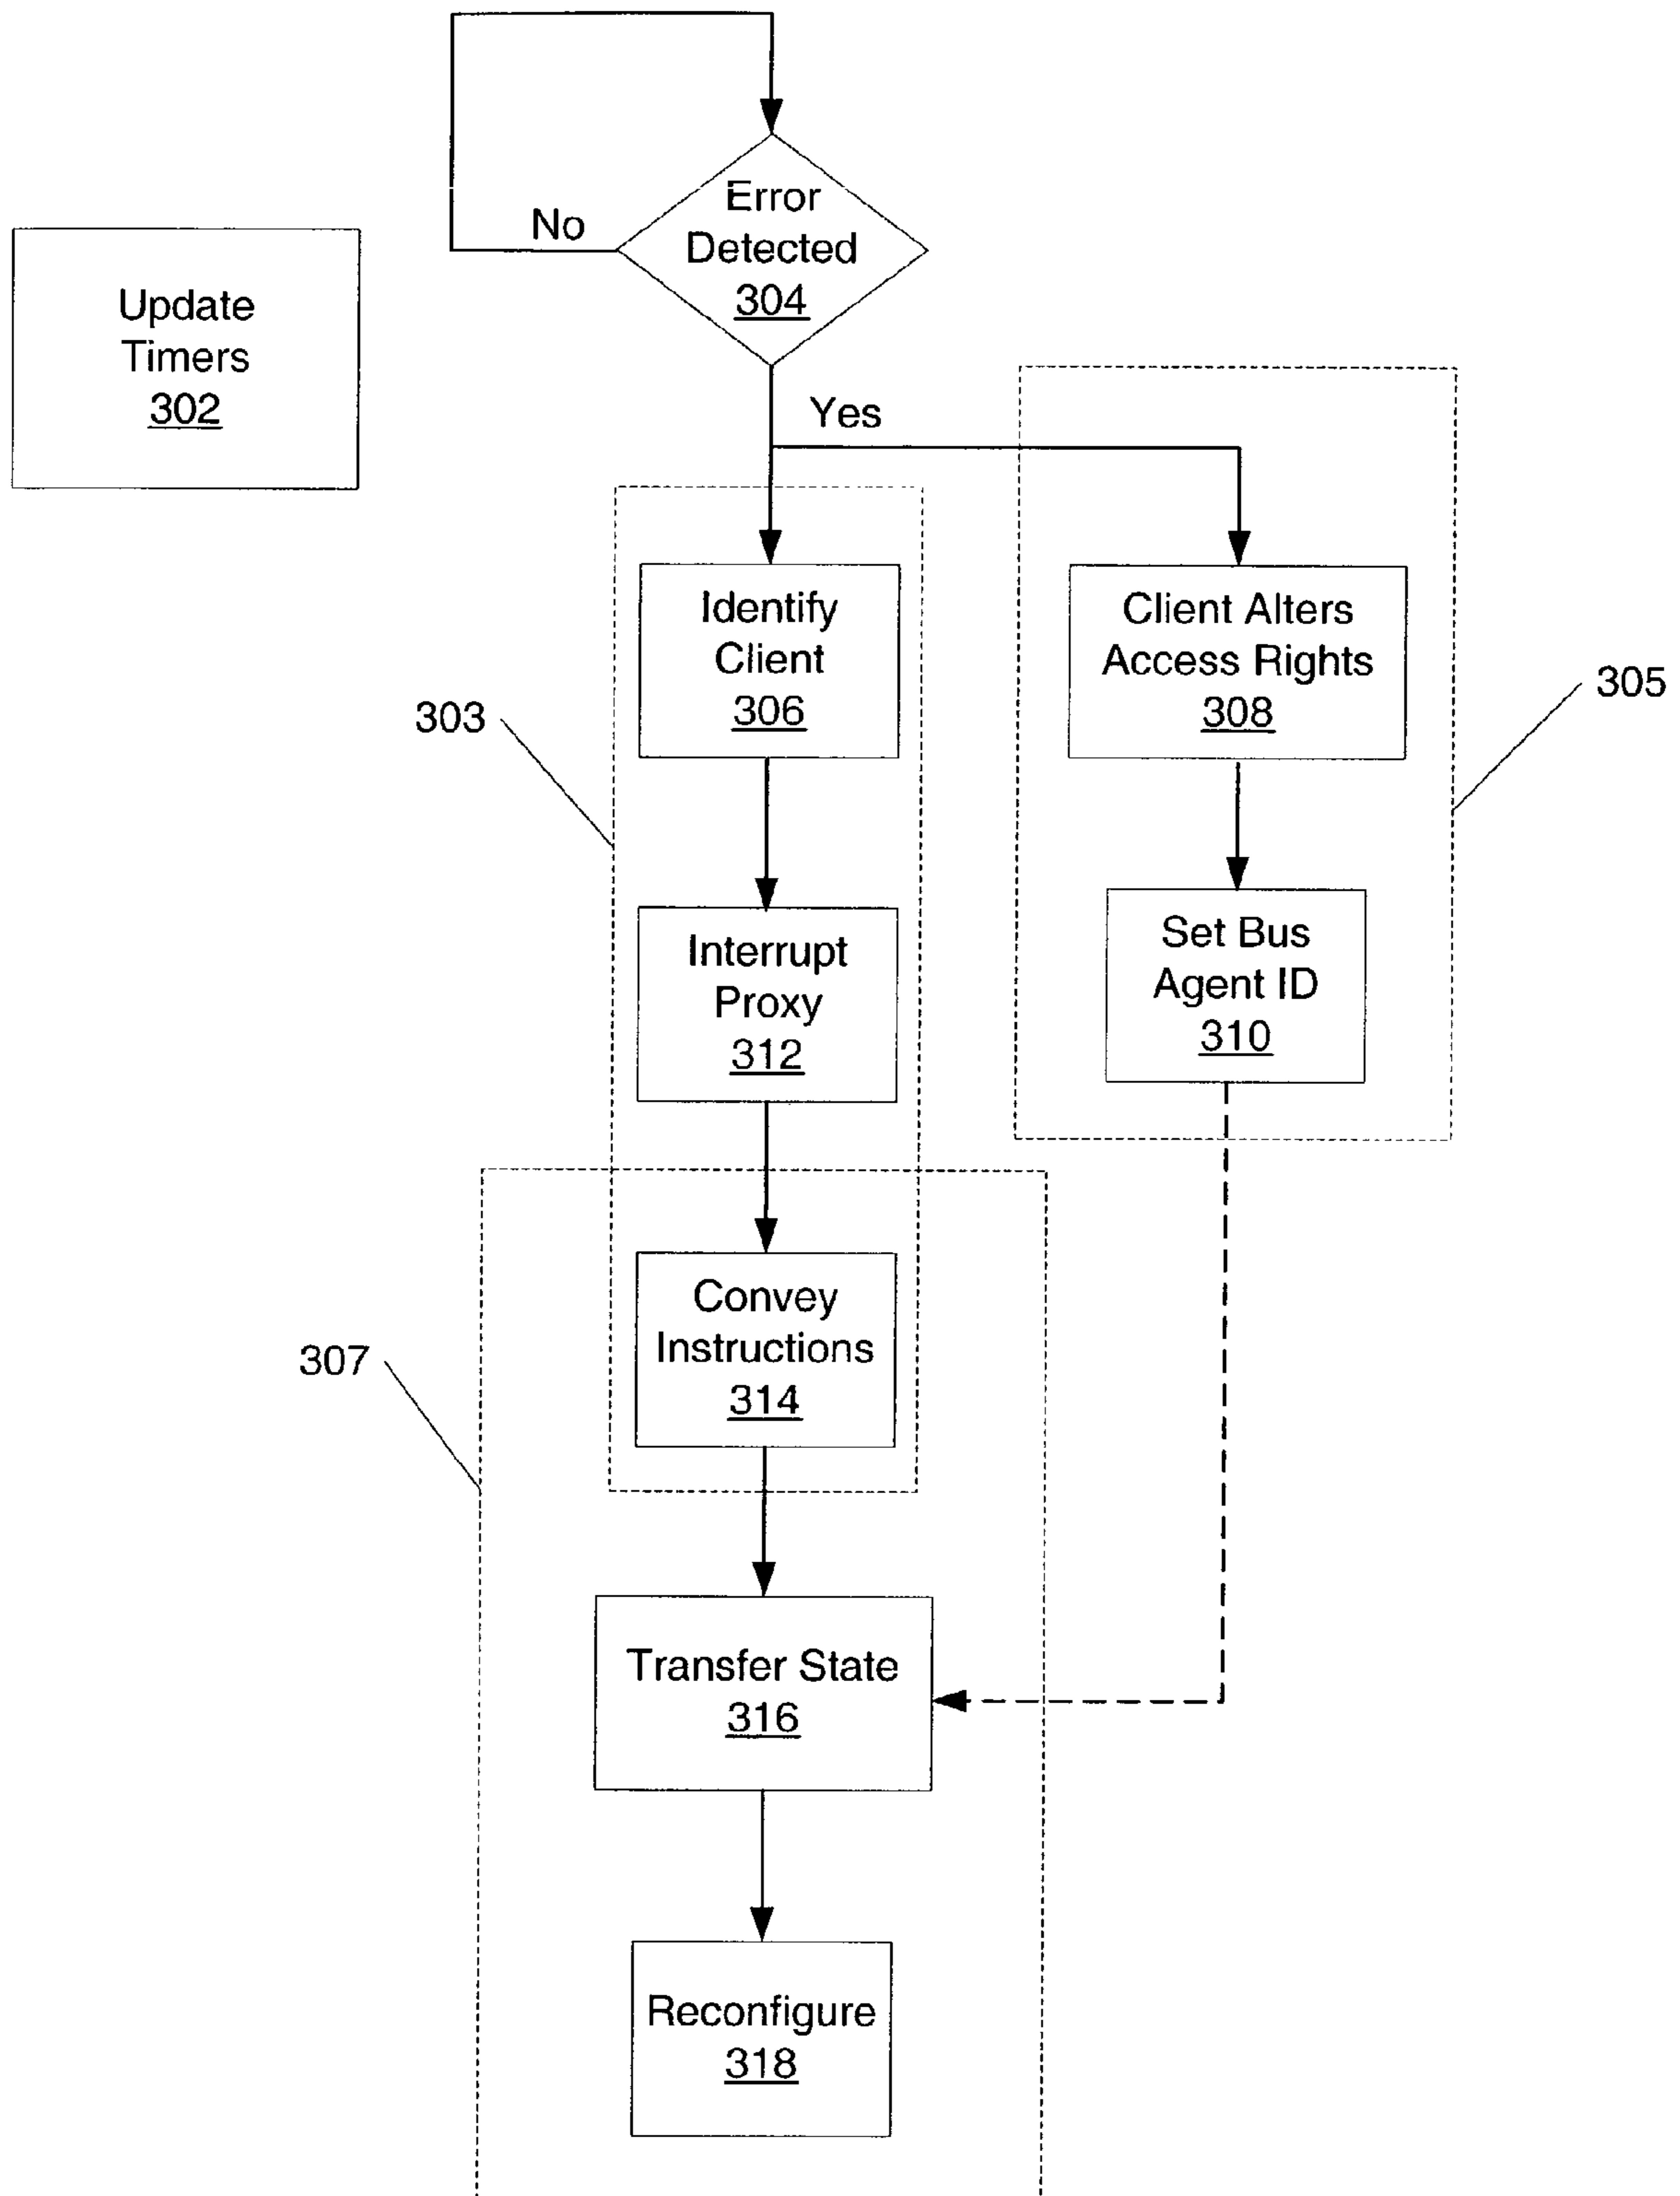 Error
Detected
304
No
Update
Timers
302
Yes
Identify
Client
306
Client Alters
Access Rights
308
305
303
Interrupt
Proxy
312
Set Bus
Agent ID
310
Convey
Instructions
314
307
Transfer State
316
Reconfigure
318